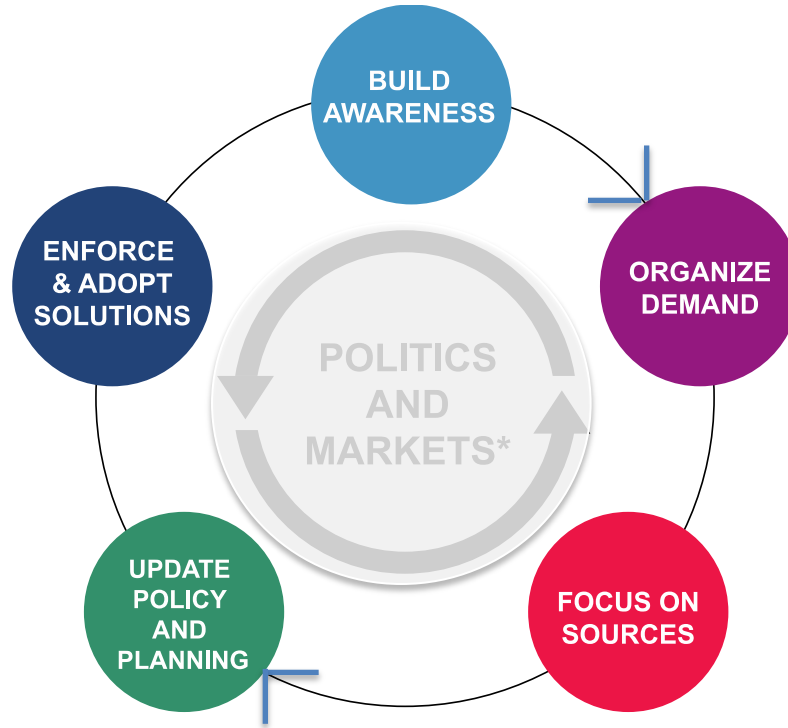 BUILD
AWARENESS
ORGANIZE
DEMAND
FOCUS ON
SOURCES
UPDATE
POLICY
AND
PLANNING
ENFORCE
& ADOPT
SOLUTIONS
POLITICS
AND
MARKETS*